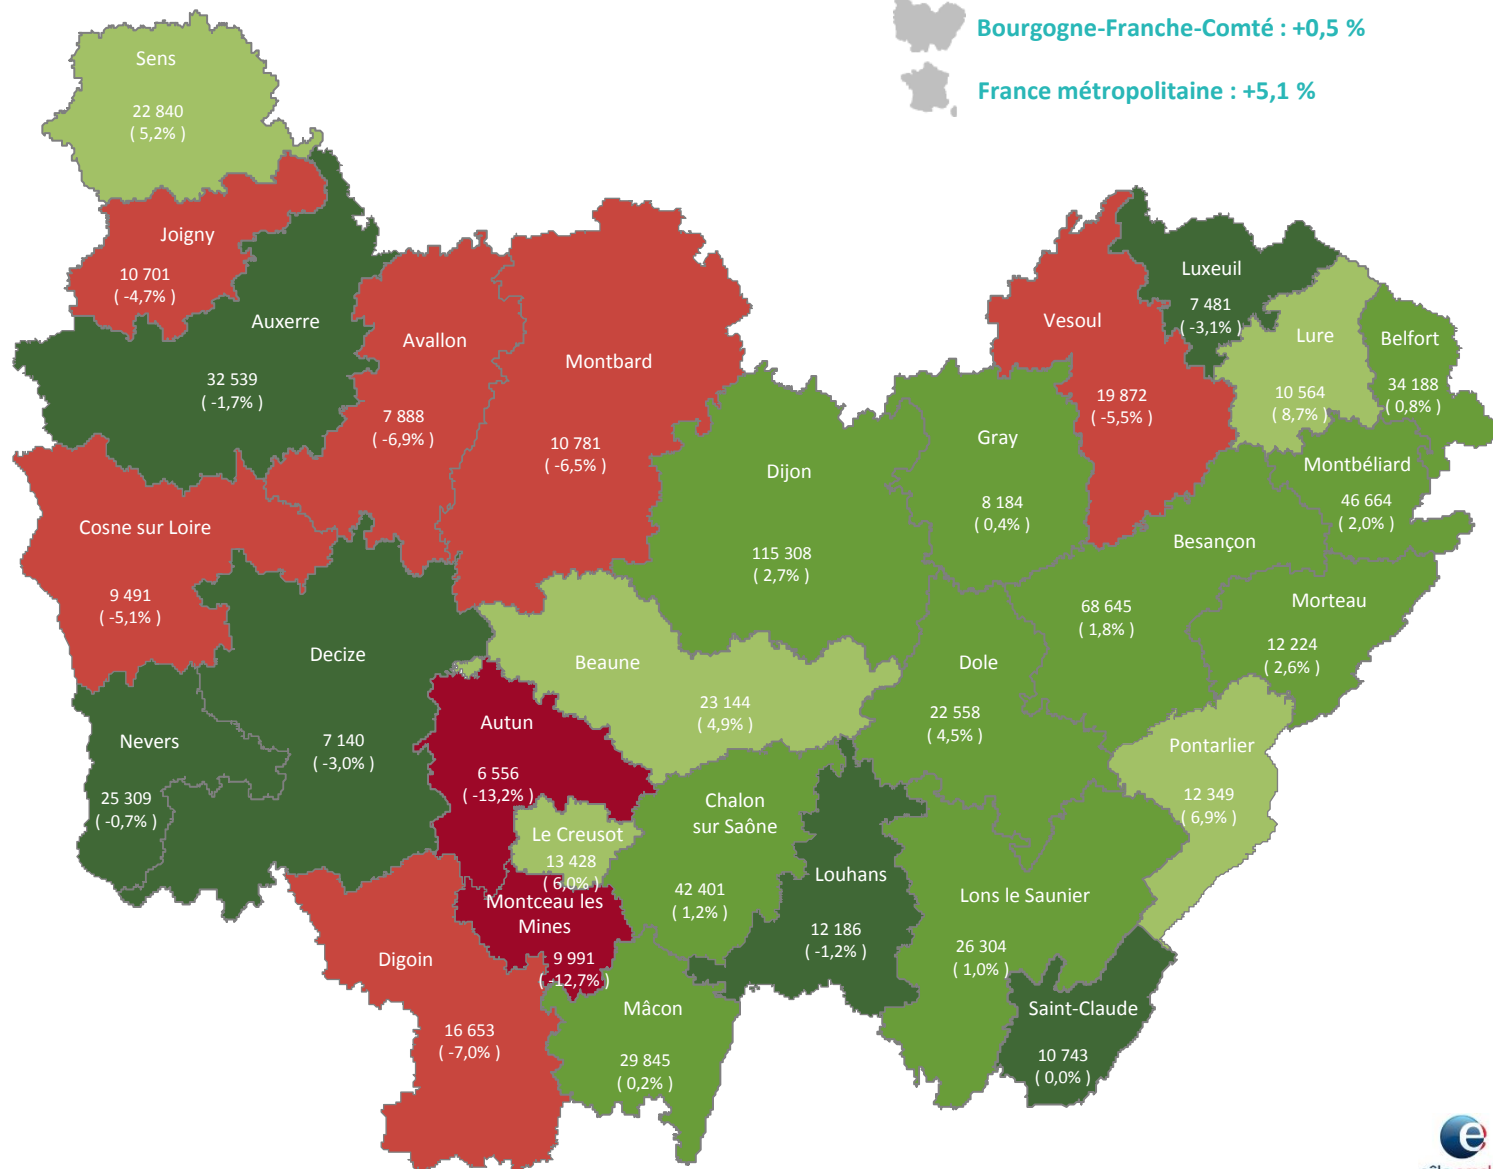 Bourgogne-Franche-Comté : +0,5 %
France métropolitaine : +5,1 %
Sens
22 840
( 5,2% )
Joigny
10 701
( -4,7% )
Auxerre
32 539
( -1,7% )
Avallon
7 888
( -6,9% )
Montbard
10 781
( -6,5% )
Vesoul
19 872
( -5,5% )
Luxeuil
7 481
( -3,1% )
Lure
10 564
( 8,7% )
Belfort
34 188
( 0,8% )
Montbéliard
46 664
( 2,0% )
Gray
8 184
( 0,4% )
Dijon
115 308
( 2,7% )
Besançon
68 645
( 1,8% )
Cosne sur Loire
9 491
( -5,1% )
Morteau
12 224
( 2,6% )
Decize
7 140
( -3,0% )
Beaune
23 144
( 4,9% )
Dole
22 558
( 4,5% )
Nevers
25 309
( -0,7% )
Autun
6 556
( -13,2% )
Pontarlier
12 349
( 6,9% )
Le Creusot
13 428
( 6,0% )
Chalon
sur Saône
42 401
( 1,2% )
Louhans
12 186
( -1,2% )
Lons le Saunier
26 304
( 1,0% )
Montceau les
Mines
9 991
( -12,7% )
Digoin
16 653
( -7,0% )
Mâcon
29 845
( 0,2% )
Saint-Claude
10 743
( 0,0% )
e